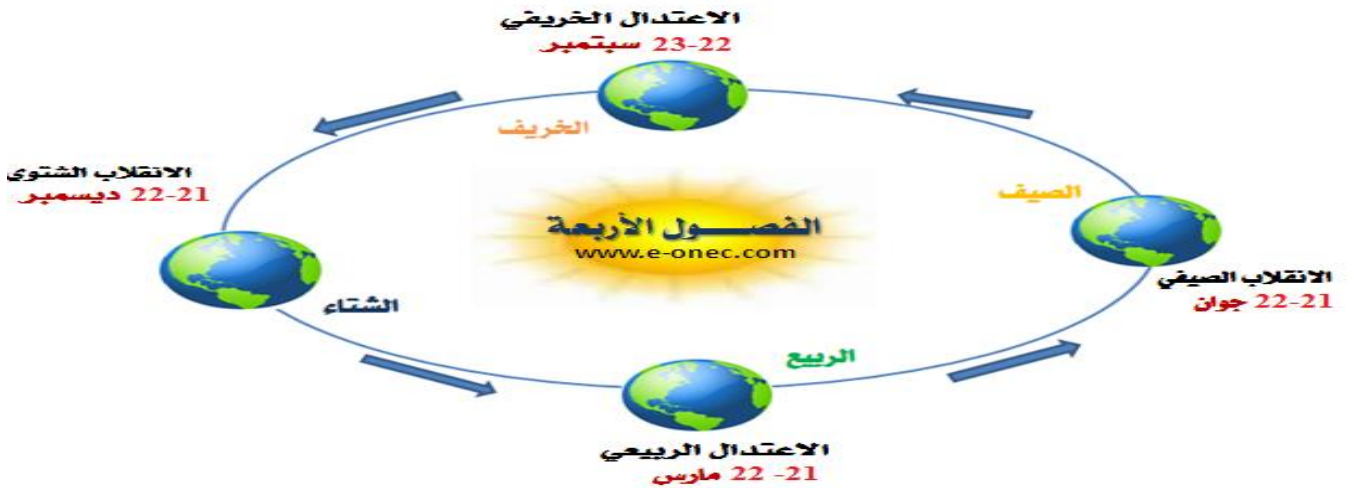 الاعتدال الخريفي
23-22 سبتمبر
الخريف
الانقلاب الشتوي
22-21 ديسمبر
الصيف
الفصــــول الأربعة
www.e-onec.com
الانقلاب الصيفي
22-21 جوان
الشتاء
الربيع
الاعتدال الربيعي
21- 22 مارس